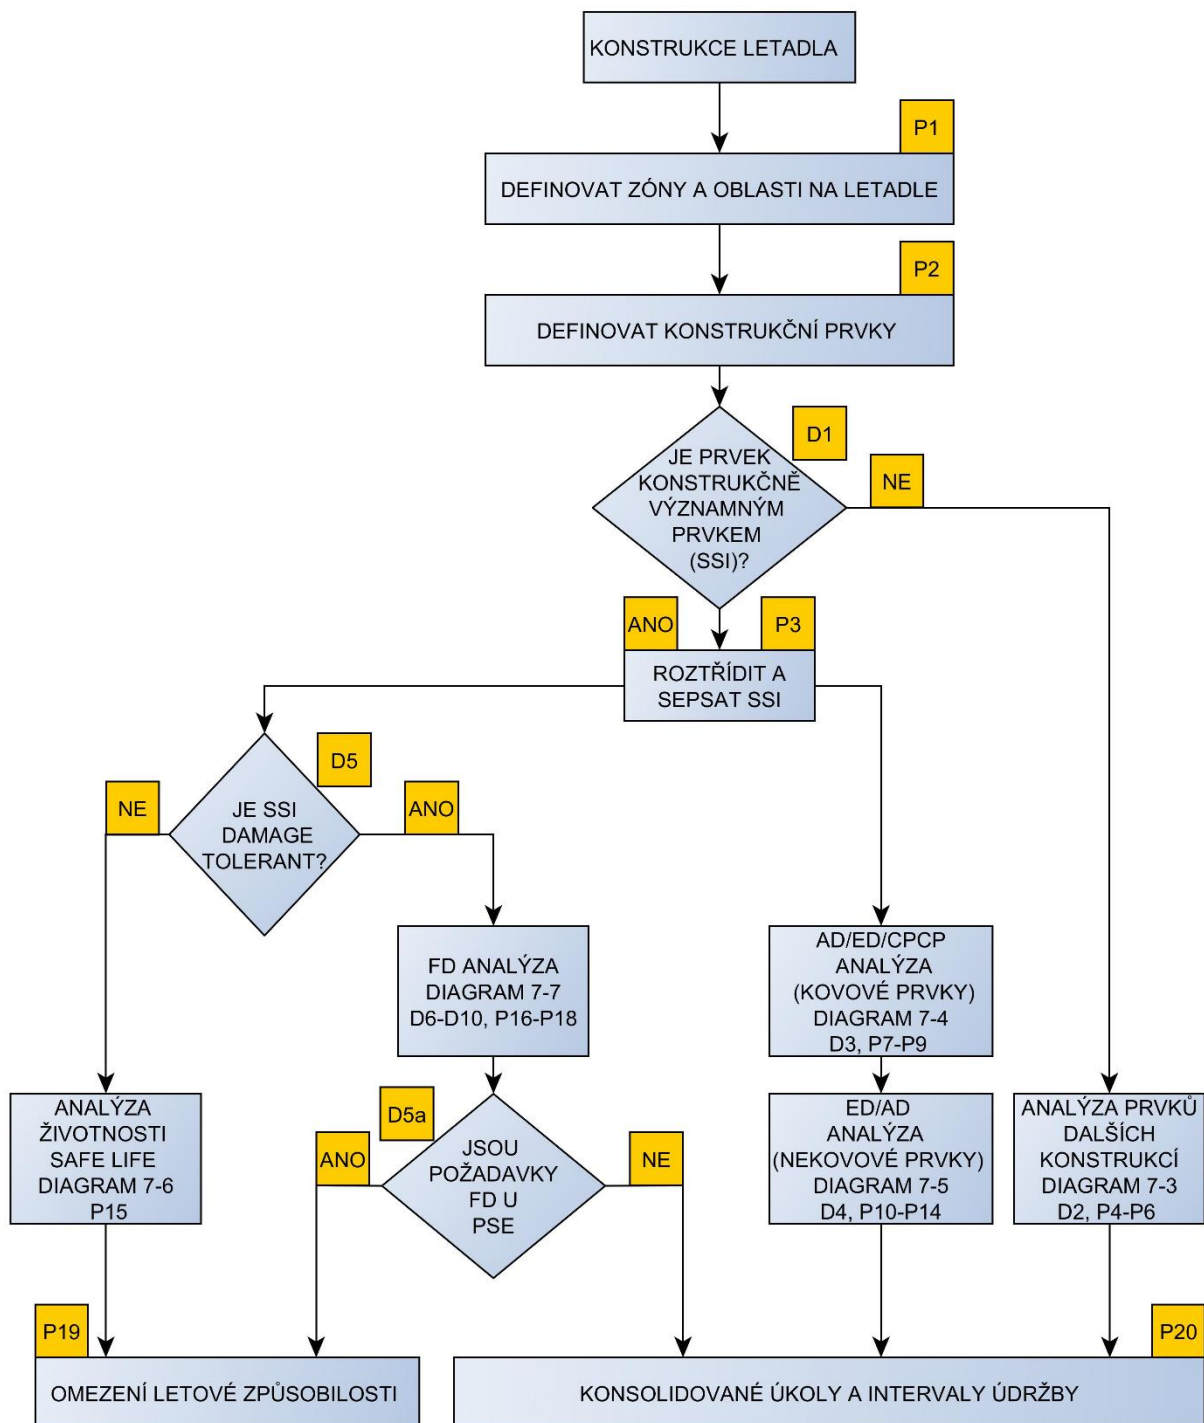 KONSTRUKCE LETADLA
P1
DEFINOVAT ZÓNY A OBLASTI NA LETADLE
P2
DEFINOVAT KONSTRUKČNÍ PRVKY
D1
JE PRVEK
KONSTRUKČNĚ
VÝZNAMNÝM
PRVKEM
(SSI)?
NE
ANO
P3
ROZTŘÍDIT A
SEPSAT SSI
D5
NE
JE SSI
DAMAGE
TOLERANT?
ANO
FD ANALÝZA
DIAGRAM 7-7
D6-D10, P16-P18
AD/ED/CPCP
ANALÝZA
(KOVOVÉ PRVKY)
DIAGRAM 7-4
D3, P7-P9
ANALÝZA
ŽIVOTNOSTI
SAFE LIFE
DIAGRAM 7-6
P15
D5a
ANO
JSOU
POŽADAVKY
FD U
PSE
NE
ED/AD
ANALÝZA
(NEKOVOVÉ PRVKY)
DIAGRAM 7-5
D4, P10-P14
ANALÝZA PRVKŮ
DALŠÍCH
KONSTRUKCÍ
DIAGRAM 7-3
D2, P4-P6
P19
OMEZENÍ LETOVÉ ZPŮSOBILOSTI
P20
KONSOLIDOVANÉ ÚKOLY A INTERVALY ÚDRŽBY